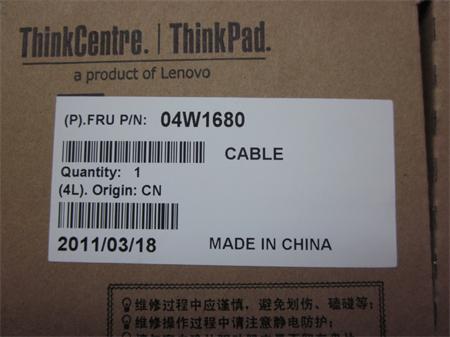 ThinkCentre. | ThinkPad.
a product of Lenovo
(P).FRU P/N: 04W1680
CABLE
Quantity: 1
(4L). Origin: CN
2011/03/18 MADE IN CHINA
维修过程中应谨慎，避免划伤、磕碰等；
维修操作过程中请注意静电防护；